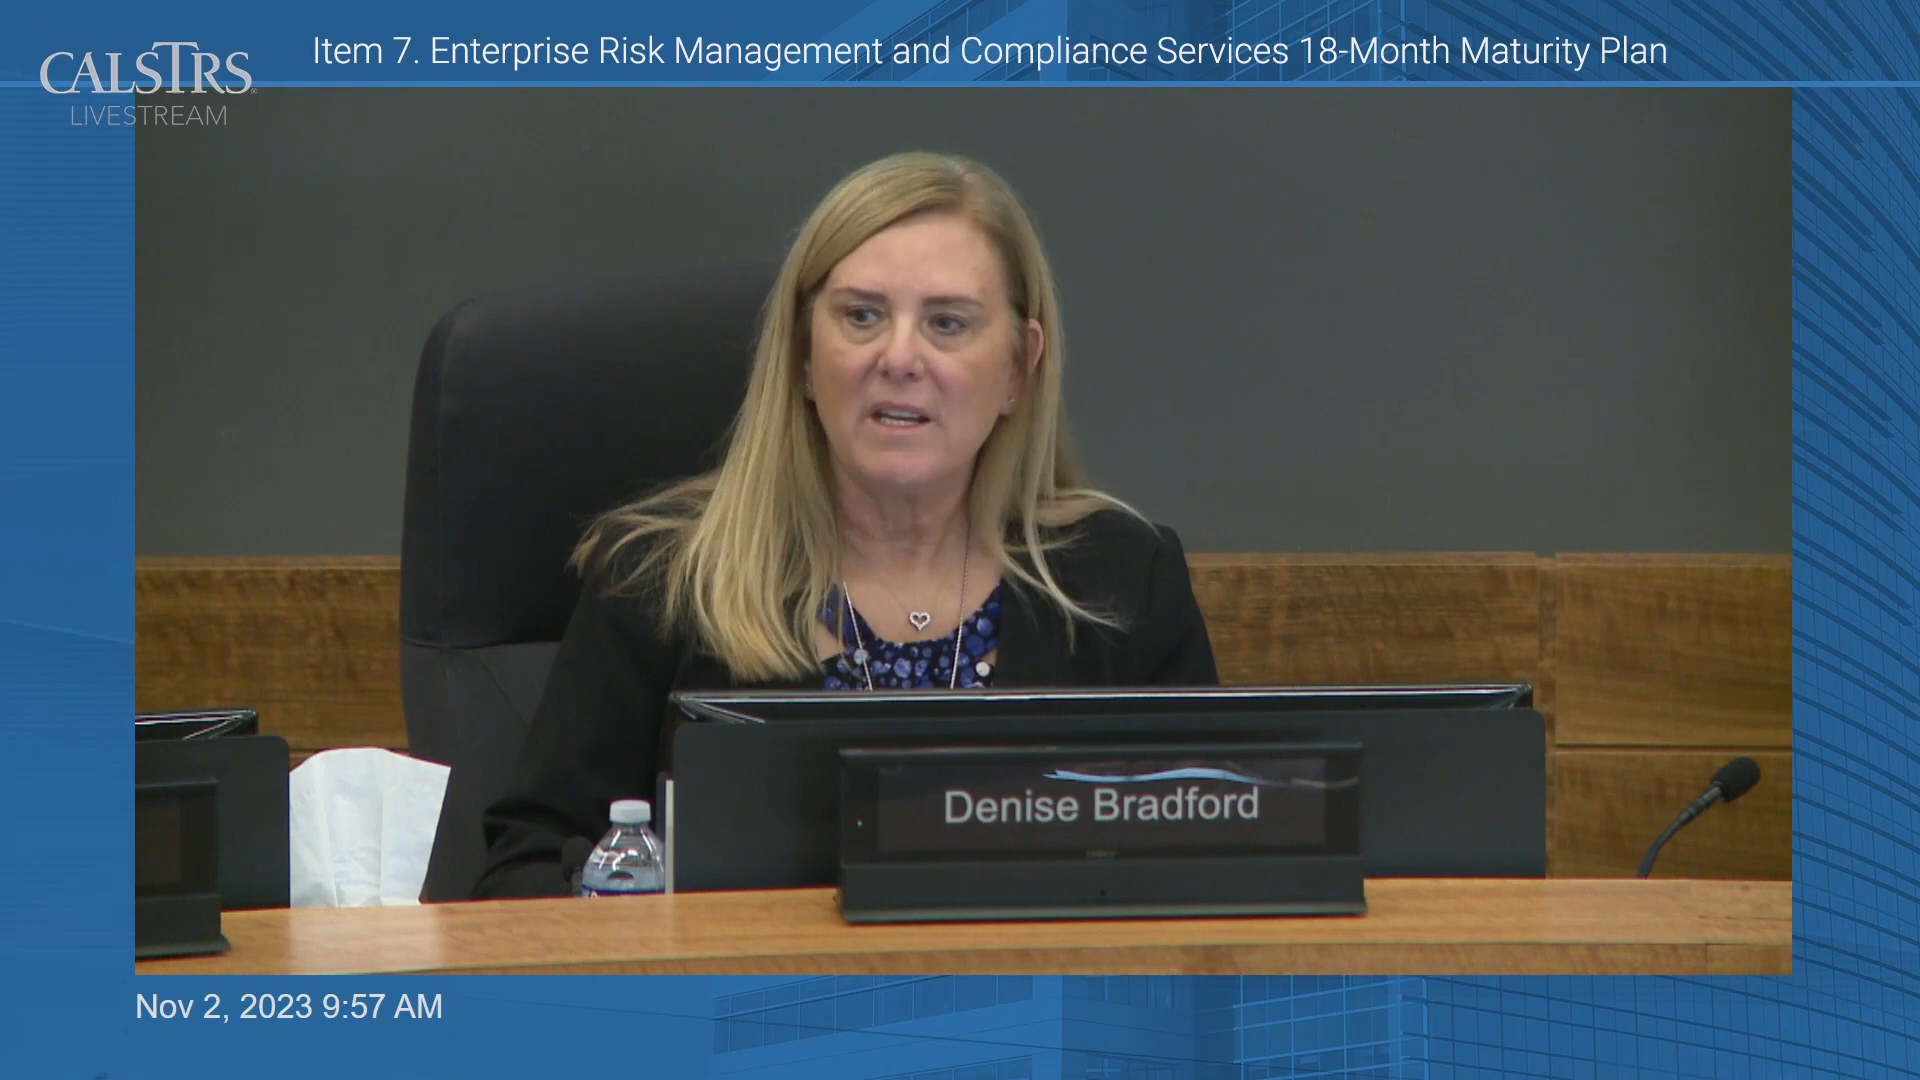 Item 7. Enterprise Risk Management and Compliance Services 18-Month Maturity Plan
CALSTRS®
LIVESTREAM
Denise Bradford
Nov 2, 2023 9:57 AM